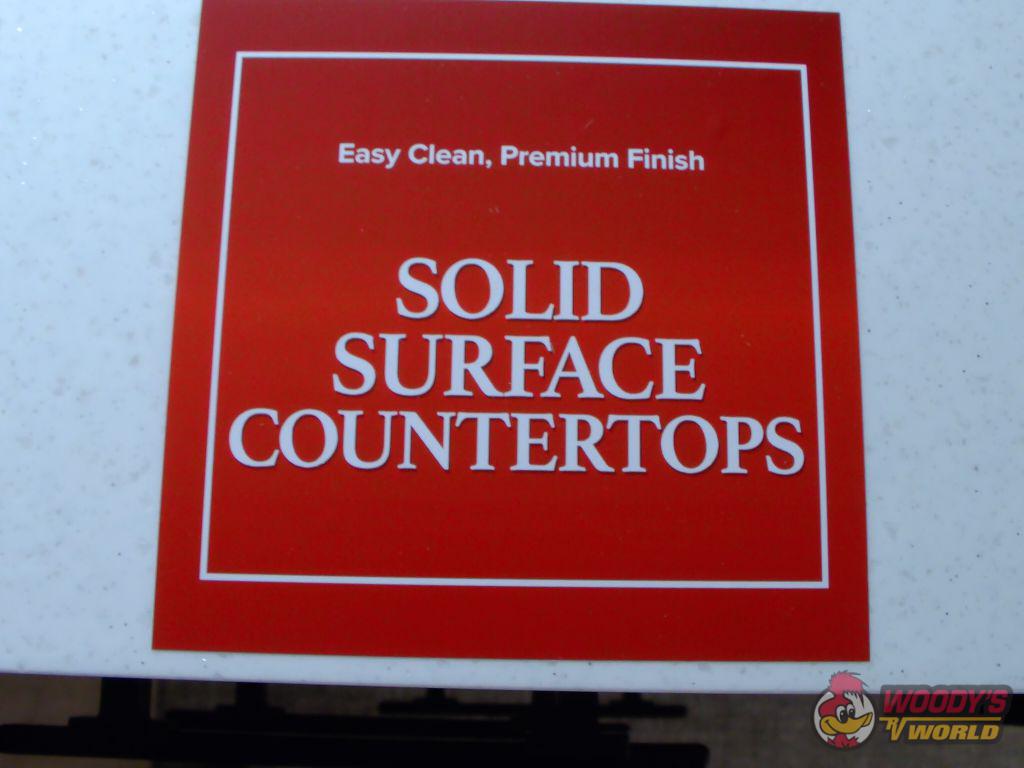 Easy Clean, Premium Finish
SOLID
SURFACE
COUNTERTOPS
WOODY'S
RV WORLD